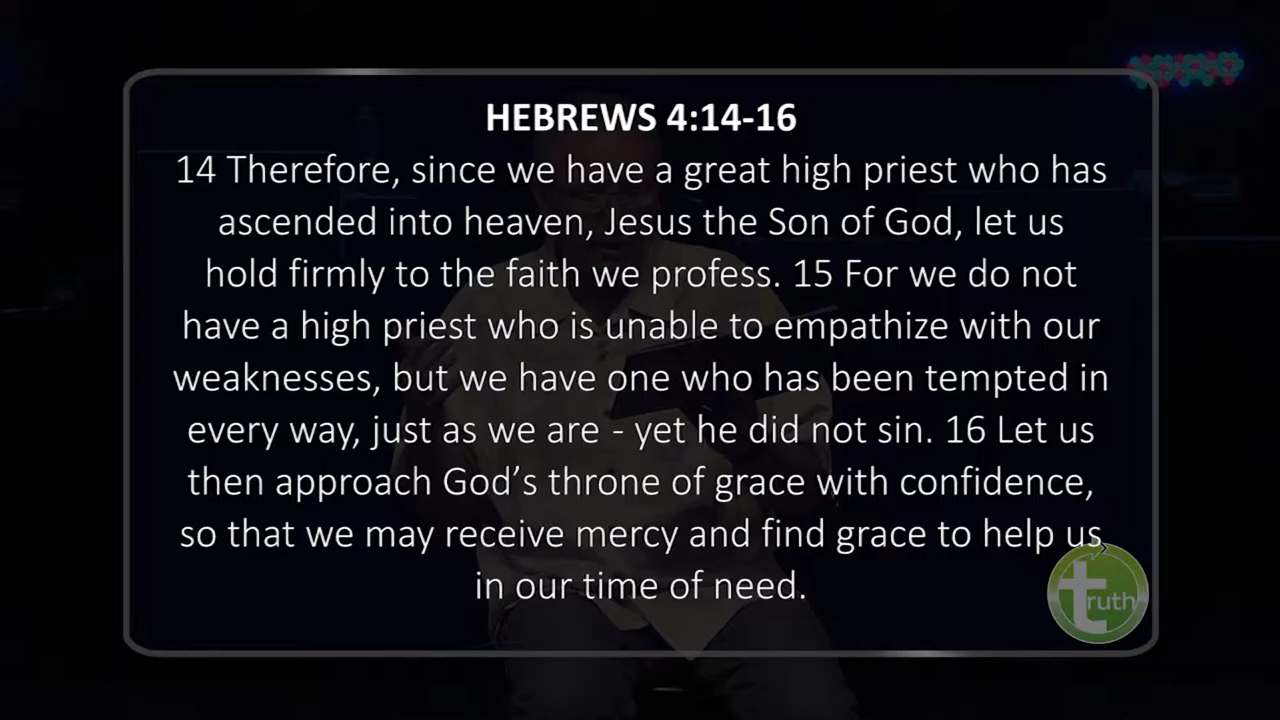 HEBREWS 4:14-16
14 Therefore, since we have a great high priest who has
ascended into heaven, Jesus the Son of God, let us
hold firmly to the faith we profess. 15 For we do not
have a high priest who is unable to empathize with our
weaknesses, but we have one who has been tempted in
every way, just as we are - yet he did not sin. 16 Let us
then approach God’s throne of grace with confidence,
so that we may receive mercy and find grace to help us
in our time of need.
truth